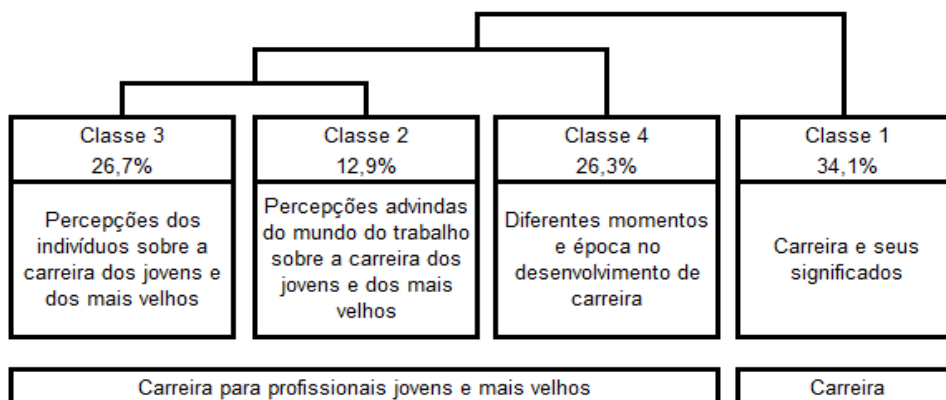 Classe 3
26,7%
Percepções dos
indivíduos sobre a
carreira dos jovens e
dos mais velhos
Classe 2
12,9%
Percepções advindas
do mundo do trabalho
sobre a carreira dos
jovens e dos mais
velhos
Classe 4
26,3%
Diferentes momentos
e época no
desenvolvimento de
carreira
Classe 1
34,1%
Carreira e seus
significados
Carreira para profissionais jovens e mais velhos
Carreira